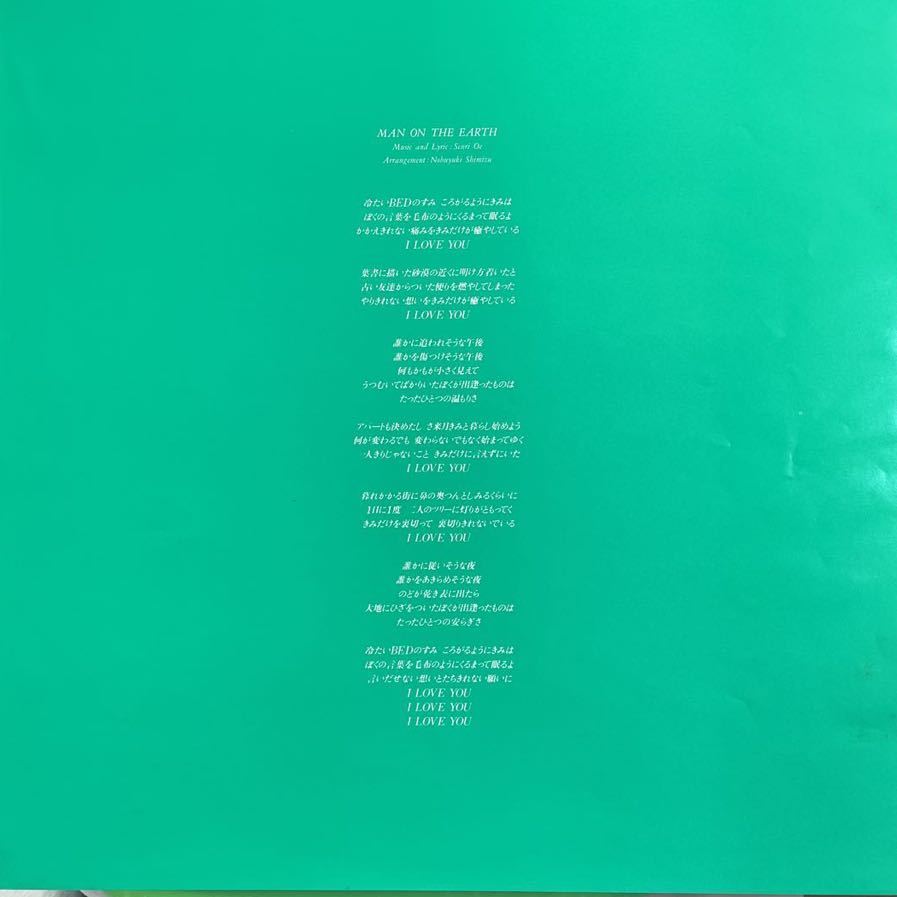 MAN ON THE EARTH
Music and Lyric : Senri Oe
Arrangement : Nobuyuki Shimizu
冷たいBEDのすみ ころがるようにきみは
ぼくの言葉を毛布のようにくるまって眠るよ
かかえきれない痛みをきみだけが癒やしている
I LOVE YOU
葉書に描いた砂漠の近くに明け方着いたと
古い友達からついた便りを燃やしてしまった
やりきれない想いをきみだけが癒やしている
I LOVE YOU
誰かに追われそうな午後
誰かを傷つけそうな午後
何もかもが小さく見えて
うつむいてばかりいたぼくが出逢ったものは
たったひとつの温もりさ
アパートも決めたし さ来月きみと暮らし始めよう
何が変わるでも 変わらないでもなく始まってゆく
一人きりじゃないこと きみだけに言えずにいた
I LOVE YOU
暮れかかる街に鼻の奥つんとしみるくらいに
1日に1度 二人のツリーに灯りがともってく
きみだけを裏切って 裏切りきれないでいる
I LOVE YOU
誰かに従いそうな夜
誰かをあきらめそうな夜
のどが乾き表に出たら
大地にひざをついたぼくが出逢ったものは
たったひとつの安らぎさ
冷たいBEDのすみ ころがるようにきみは
ぼくの言葉を毛布のようにくるまって眠るよ
言いだせない想いとたちきれない願いに
I LOVE YOU
I LOVE YOU
I LOVE YOU